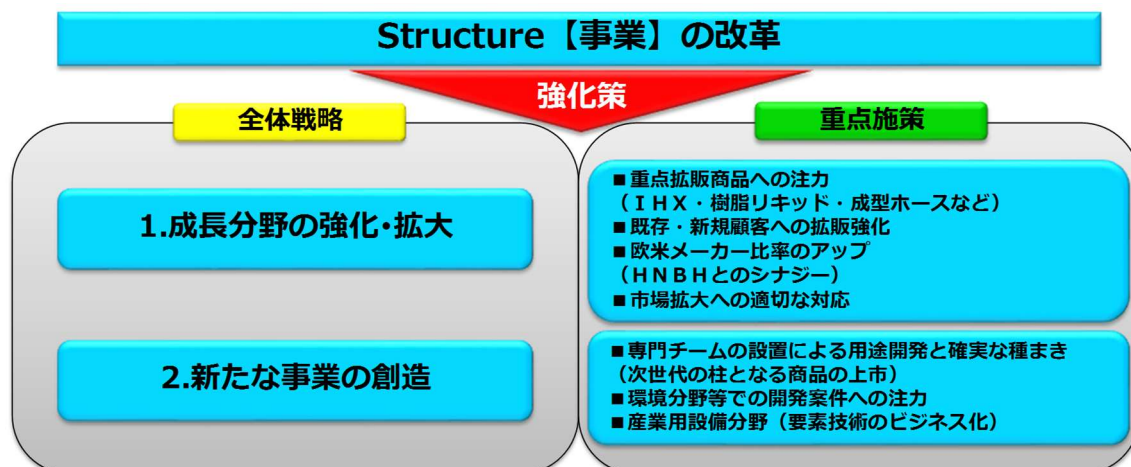 Structure【事業】の改革
強化策
全体戦略
重点施策
1.成長分野の強化・拡大
■重点拡販商品への注力
（ＩＨＸ・樹脂リキッド・成型ホースなど）
■既存・新規顧客への拡販強化
■欧米メーカー比率のアップ
（ＨＮＢＨとのシナジー）
■市場拡大への適切な対応
2.新たな事業の創造
■専門チームの設置による用途開発と確実な種まき
（次世代の柱となる商品の上市）
■環境分野等での開発案件への注力
■産業用設備分野（要素技術のビジネス化）